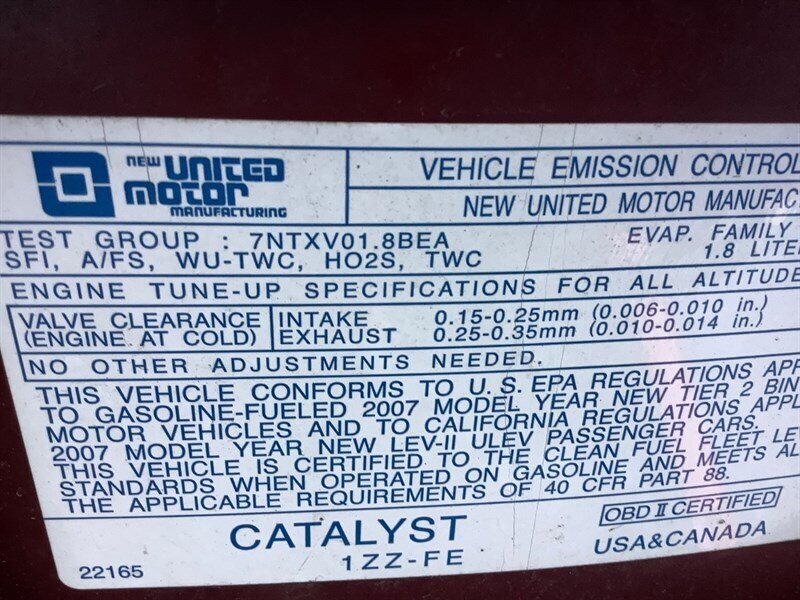 NEW UNITED
MOTOR
MANUFACTURING
VEHICLE EMISSION CONTROL
NEW UNITED MOTOR MANUFAC
TEST GROUP : 7NTXV01.8BEA
EVAP. FAMILY
SFI, A/FS, WU-TWC, HO2S, TWC
1.8 LITE
ENGINE TUNE-UP SPECIFICATIONS FOR ALL ALTITUDE
VALVE CLEARANCE INTAKE 0.15-0.25mm (0.006-0.010 in.)
(ENGINE AT COLD) EXHAUST 0.25-0.35mm (0.010-0.014 in.)
NO OTHER ADJUSTMENTS NEEDED.
THIS VEHICLE CONFORMS TO U.S. EPA REGULATIONS APP
TO GASOLINE-FUELED 2007 MODEL YEAR NEW TIER 2 BIN
MOTOR VEHICLES AND TO CALIFORNIA REGULATIONS APPL
2007 MODEL YEAR NEW LEV-II ULEV PASSENGER CARS.
THIS VEHICLE IS CERTIFIED TO THE CLEAN FUEL FLEET LE
STANDARDS WHEN OPERATED ON GASOLINE AND MEETS AL
THE APPLICABLE REQUIREMENTS OF 40 CFR PART 88.
OBD II CERTIFIED
CATALYST
USA&CANADA
1ZZ-FE
22165